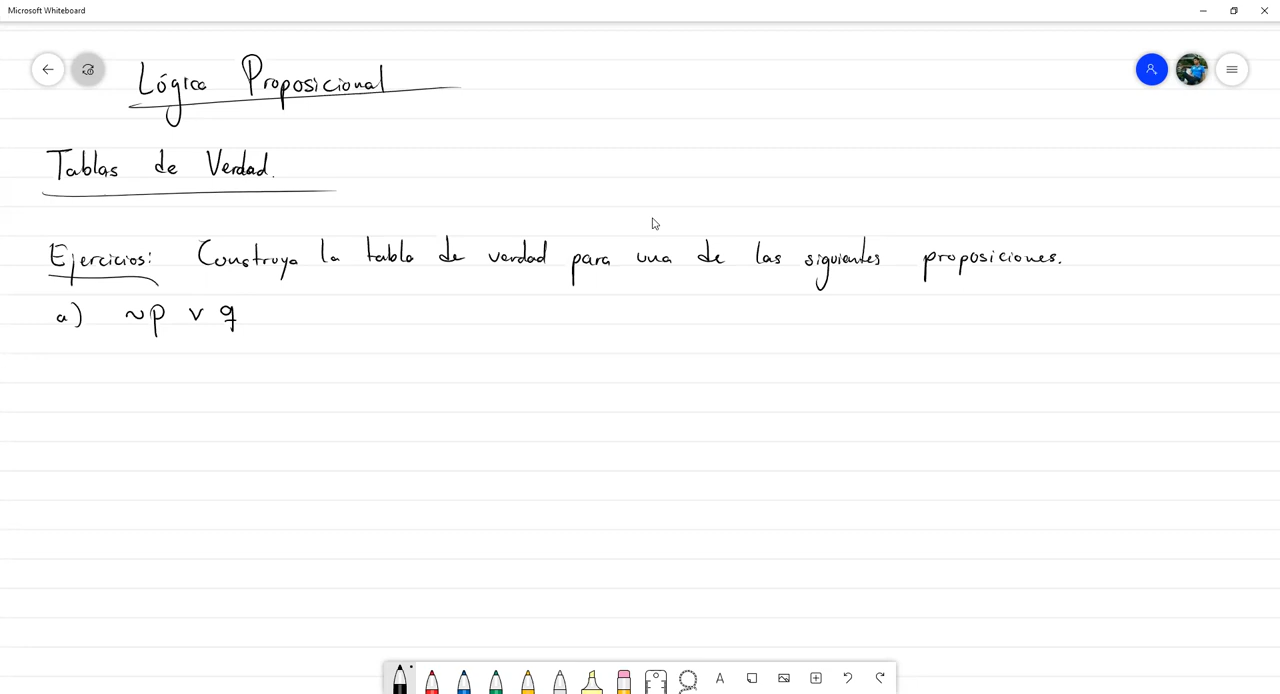 Microsoft Whiteboard
Lógica Proposicional
Tablas de Verdad.
Ejercicios: Construya la tabla de verdad para una de las siguientes proposiciones.
a) ~p ∨ q